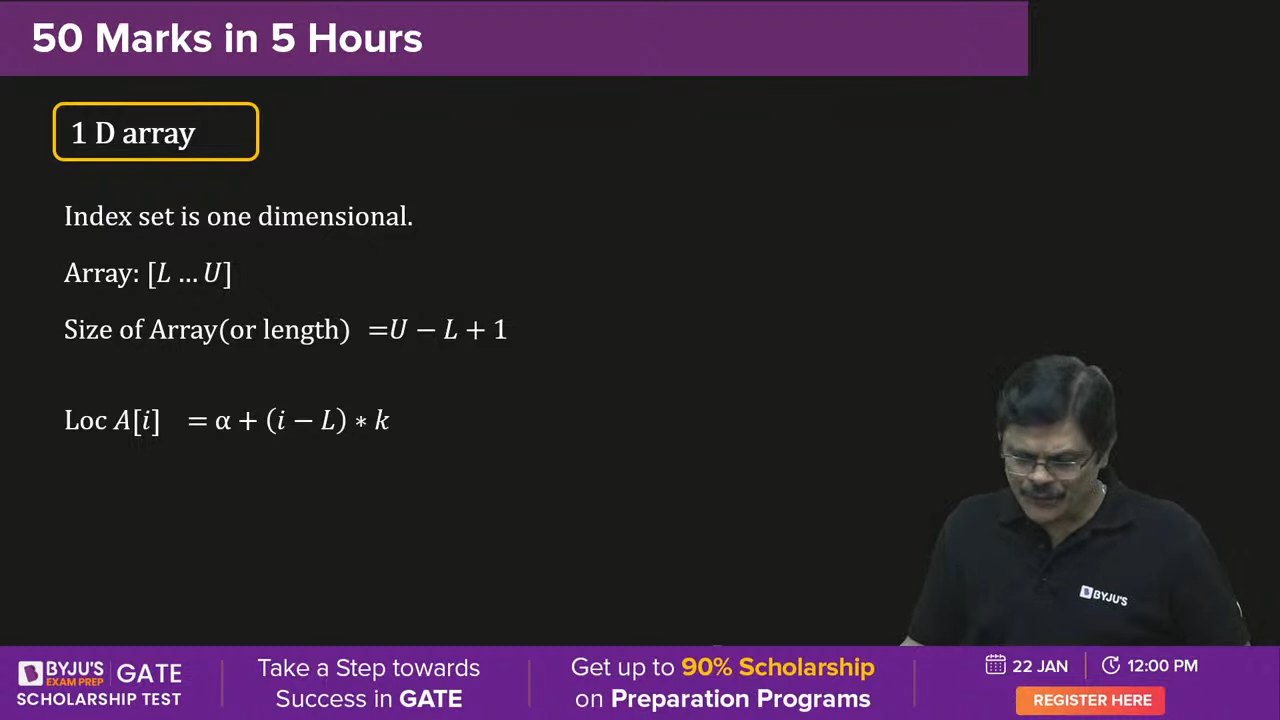 50 Marks in 5 Hours
1 D array
Index set is one dimensional.
Array: [L … U]
Size of Array(or length) =U − L + 1
Loc A[i] = α + (i − L) ∗ k
BYJU'S
BYJU'S EXAM PREP GATE
SCHOLARSHIP TEST
Take a Step towards
Success in GATE
Get up to 90% Scholarship
on Preparation Programs
22 JAN 12:00 PM
REGISTER HERE